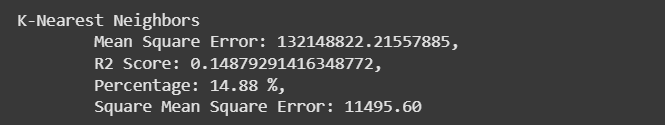 K-Nearest Neighbors
Mean Square Error: 132148822.21557885,
R2 Score: 0.14879291416348772,
Percentage: 14.88 %,
Square Mean Square Error: 11495.60